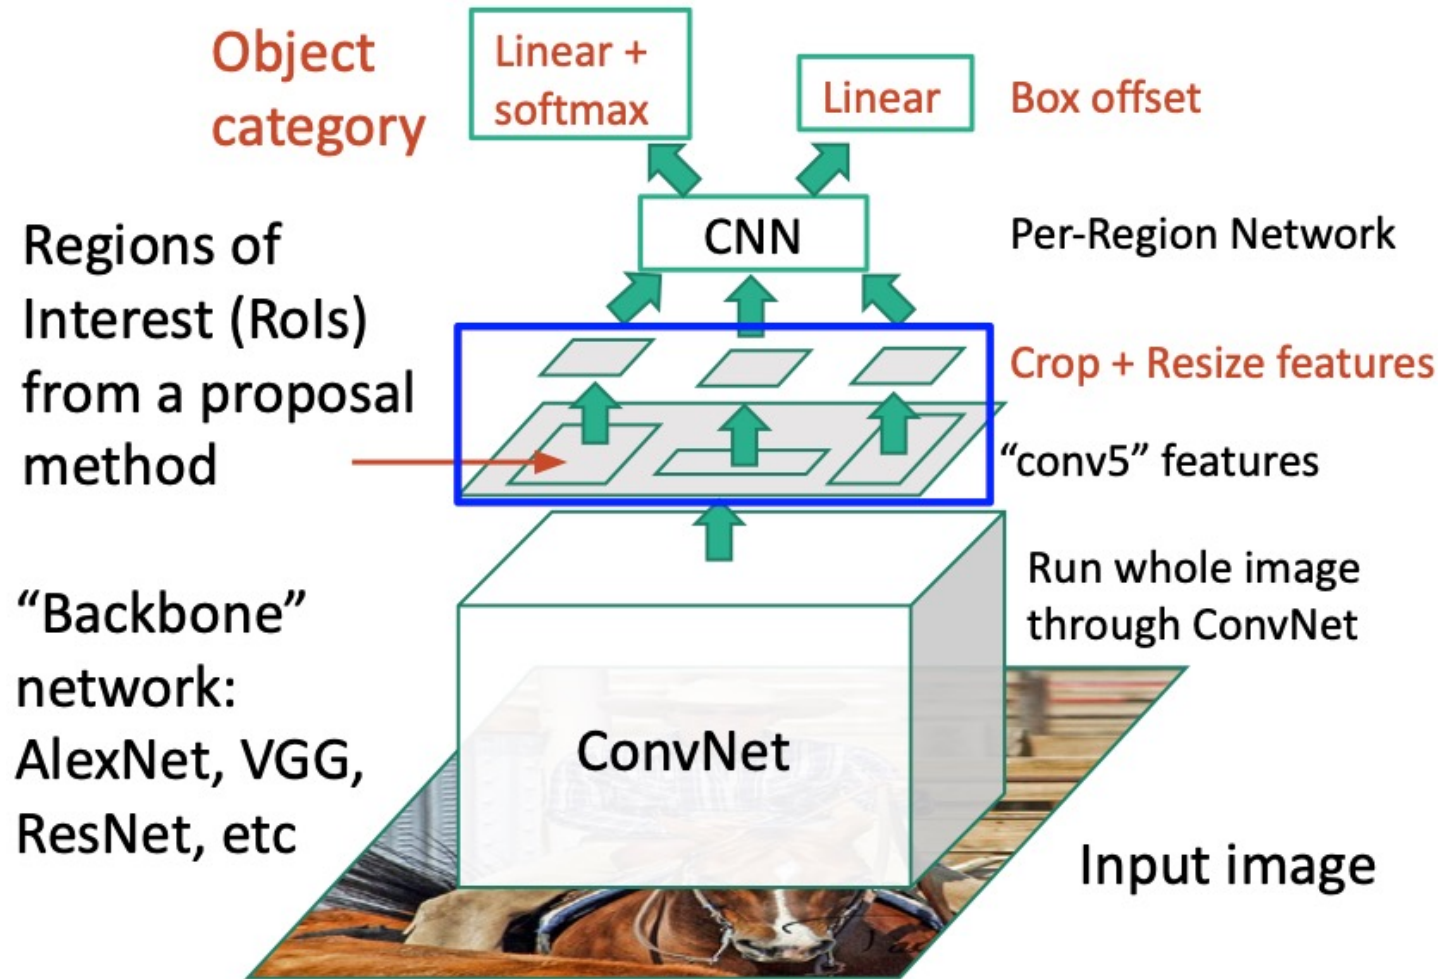 Object
category
Linear +
softmax
Linear
Box offset
CNN
Per-Region Network
Regions of
Interest (RoIs)
from a proposal
method
Crop + Resize features
“conv5” features
Run whole image
through ConvNet
“Backbone”
network:
AlexNet, VGG,
ResNet, etc
ConvNet
Input image